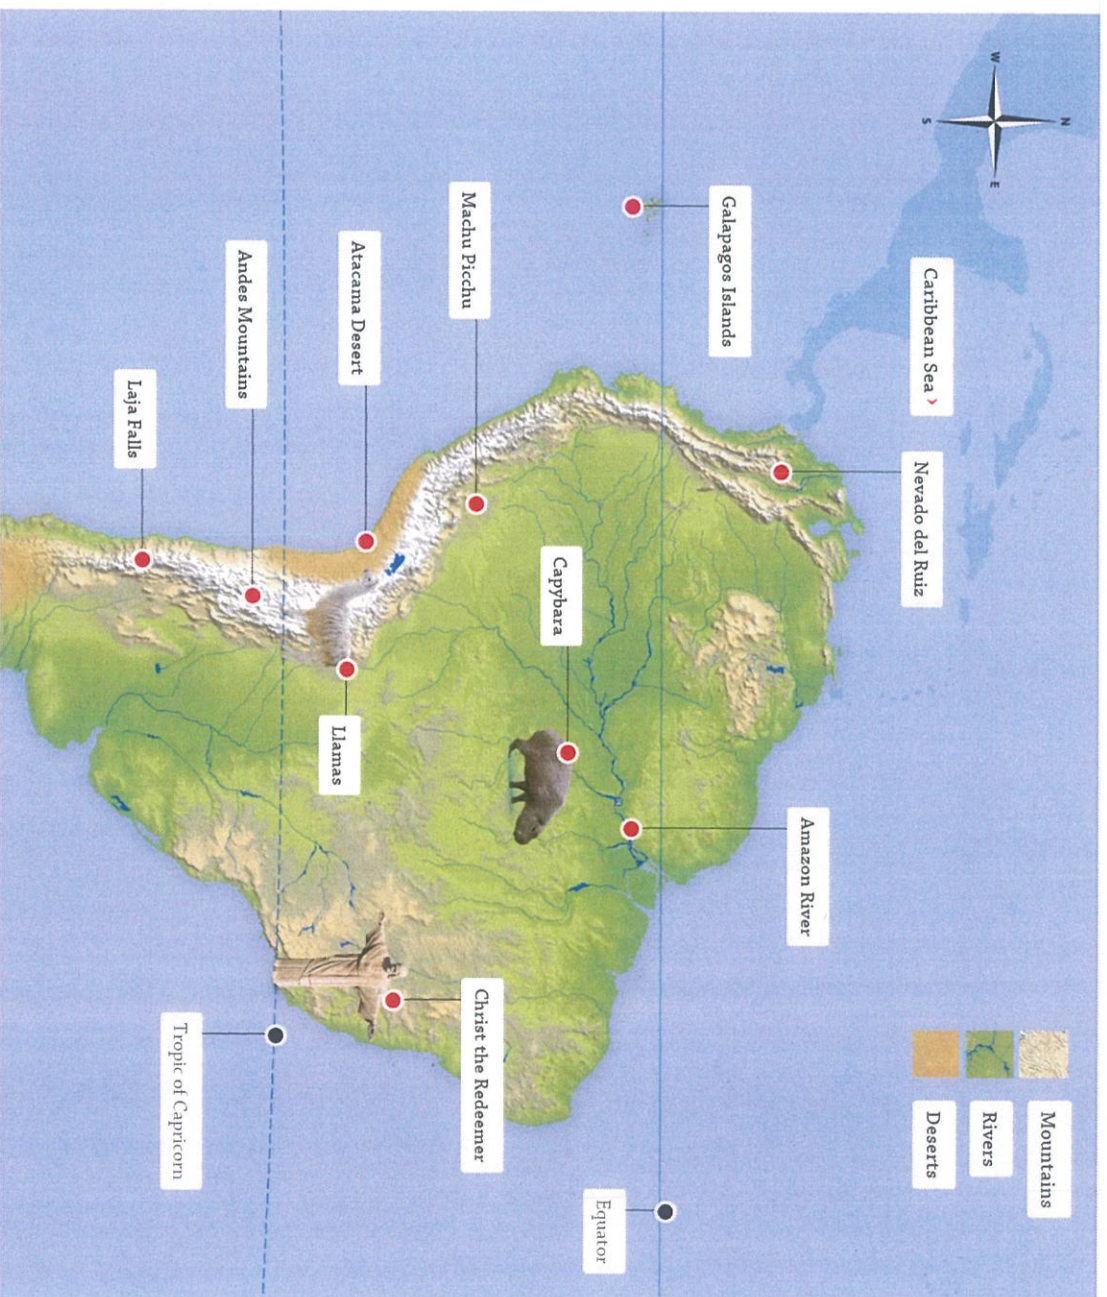 N
W
E
S
Caribbean Sea >
Nevado del Ruiz
Mountains
Rivers
Deserts
Galapagos Islands
Amazon River
Equator
Capybara
Machu Picchu
Christ the Redeemer
Atacama Desert
Llamas
Andes Mountains
Tropic of Capricorn
Laja Falls